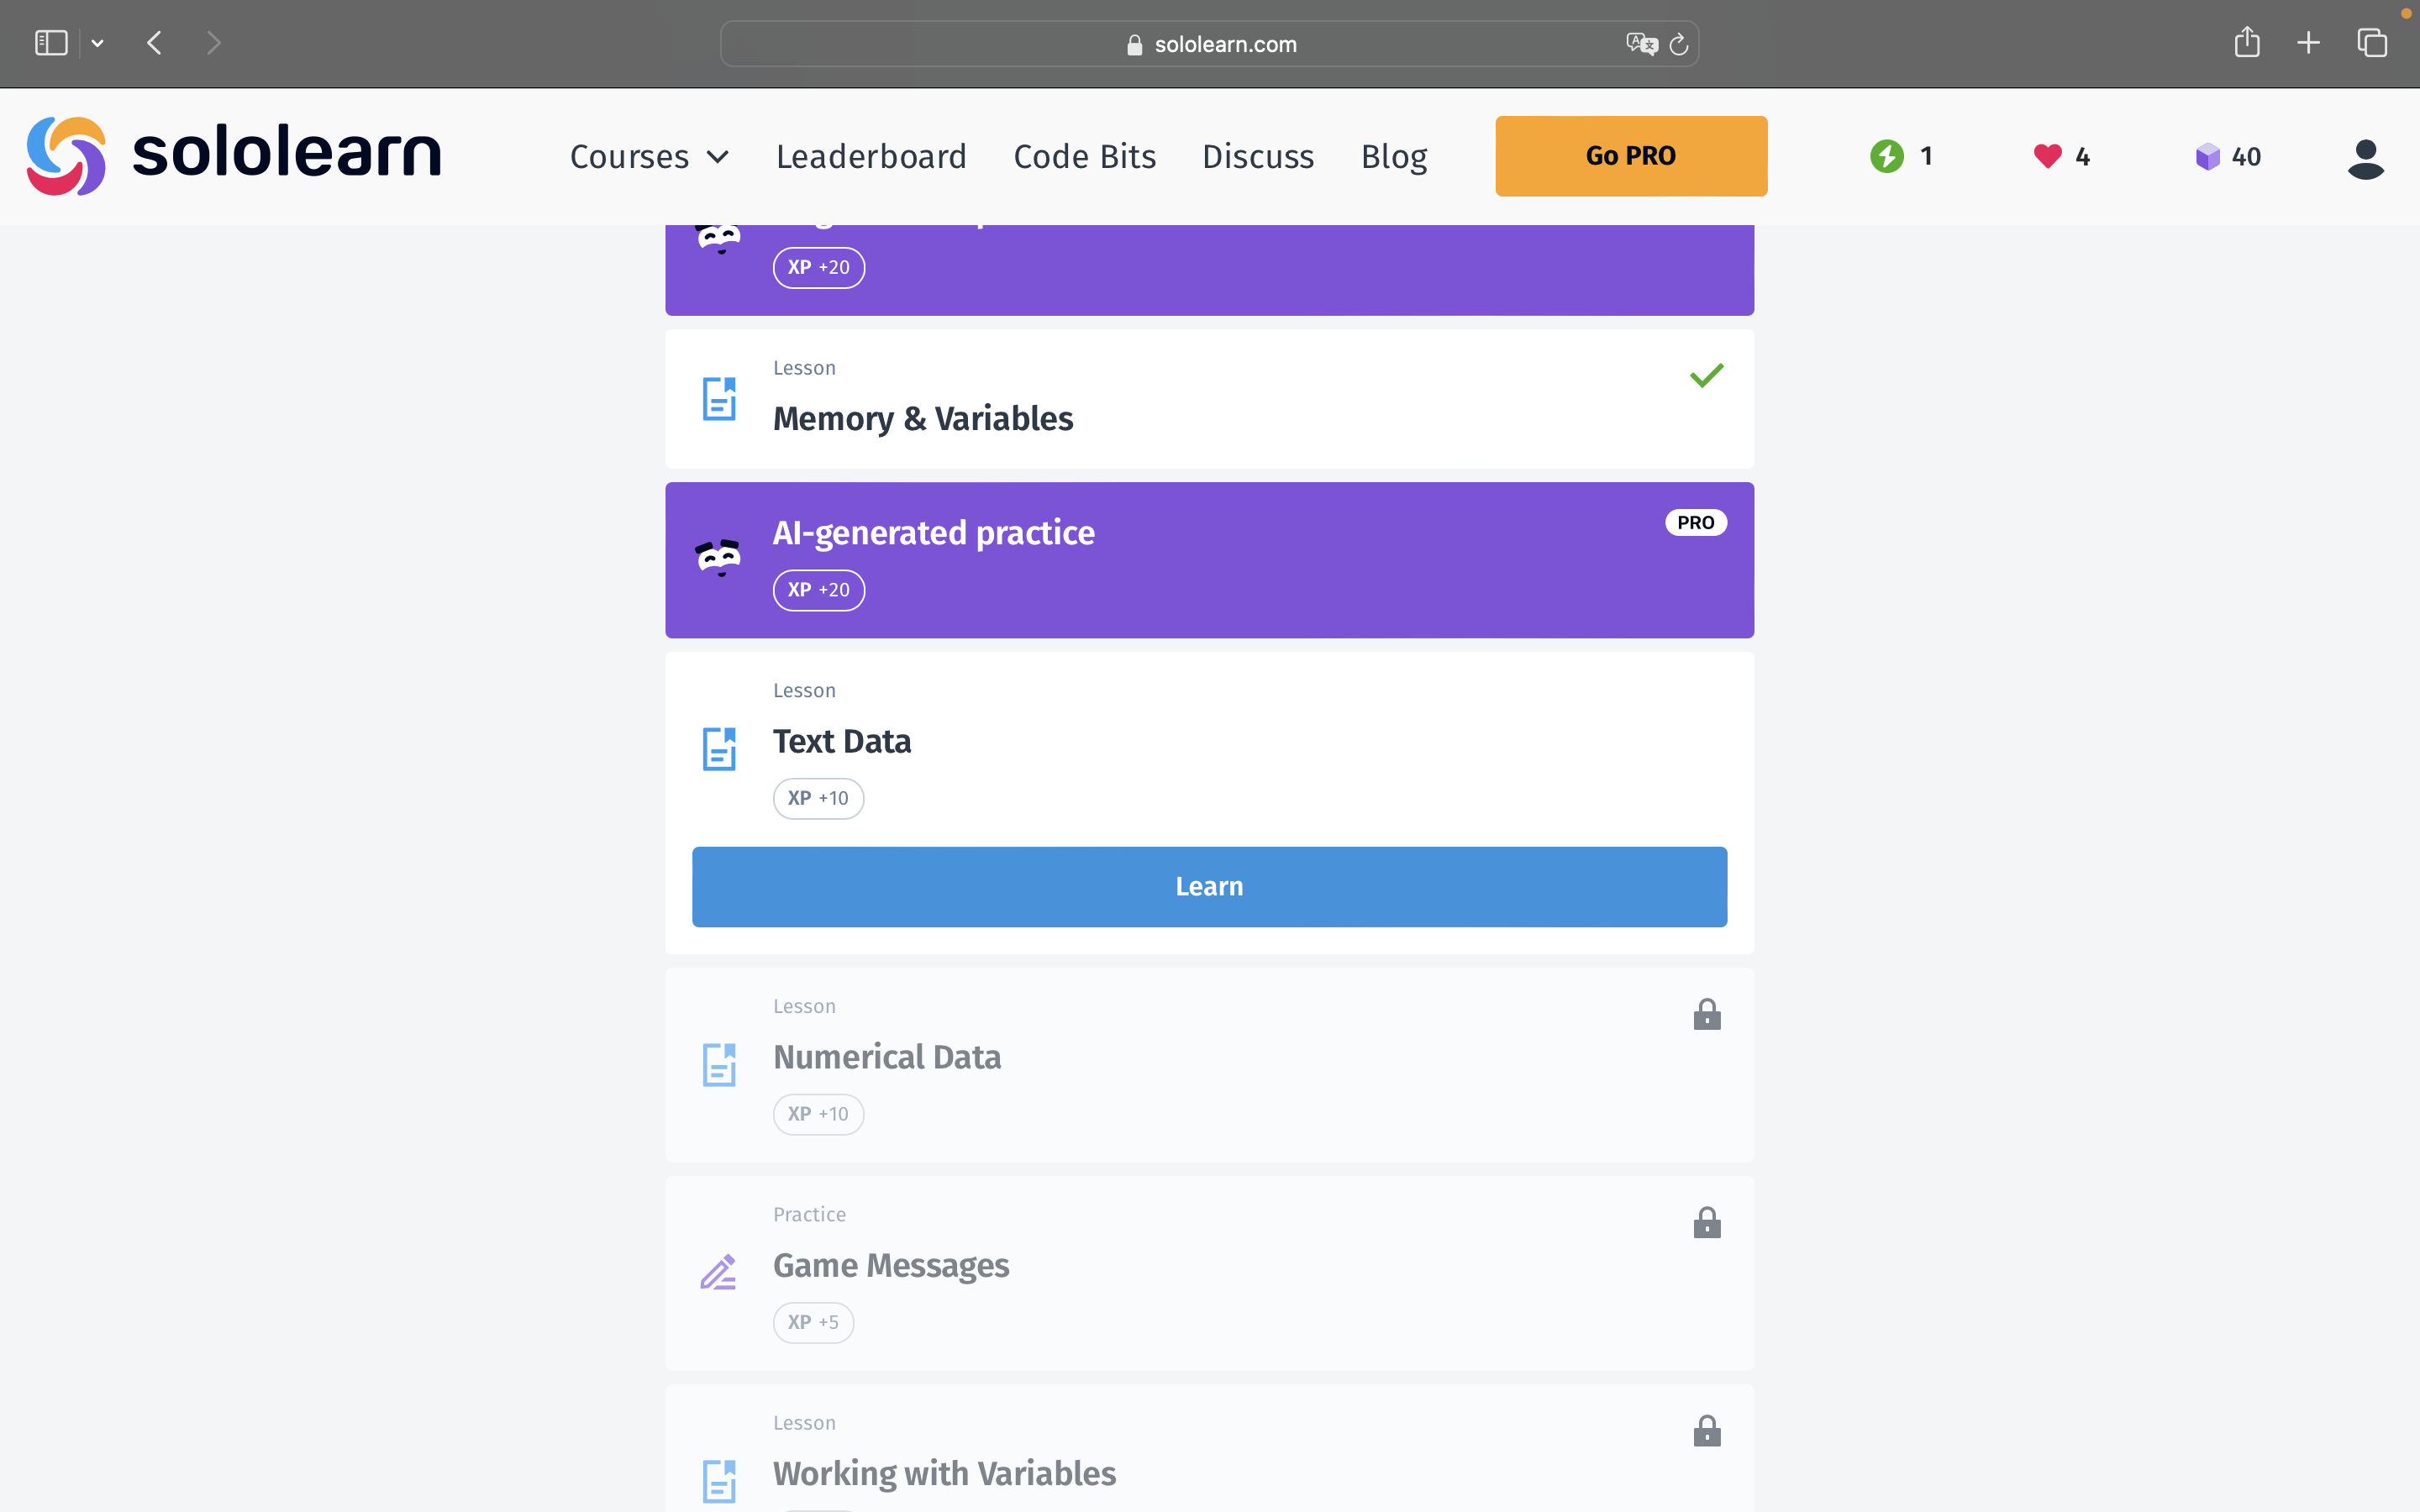 sololearn.com
sololearn
Courses Leaderboard Code Bits Discuss Blog Go PRO 1 4 40
XP +20
Lesson
Memory & Variables
AI-generated practice PRO
XP +20
Lesson
Text Data
XP +10
Learn
Lesson
Numerical Data
XP +10
Practice
Game Messages
XP +5
Lesson
Working with Variables